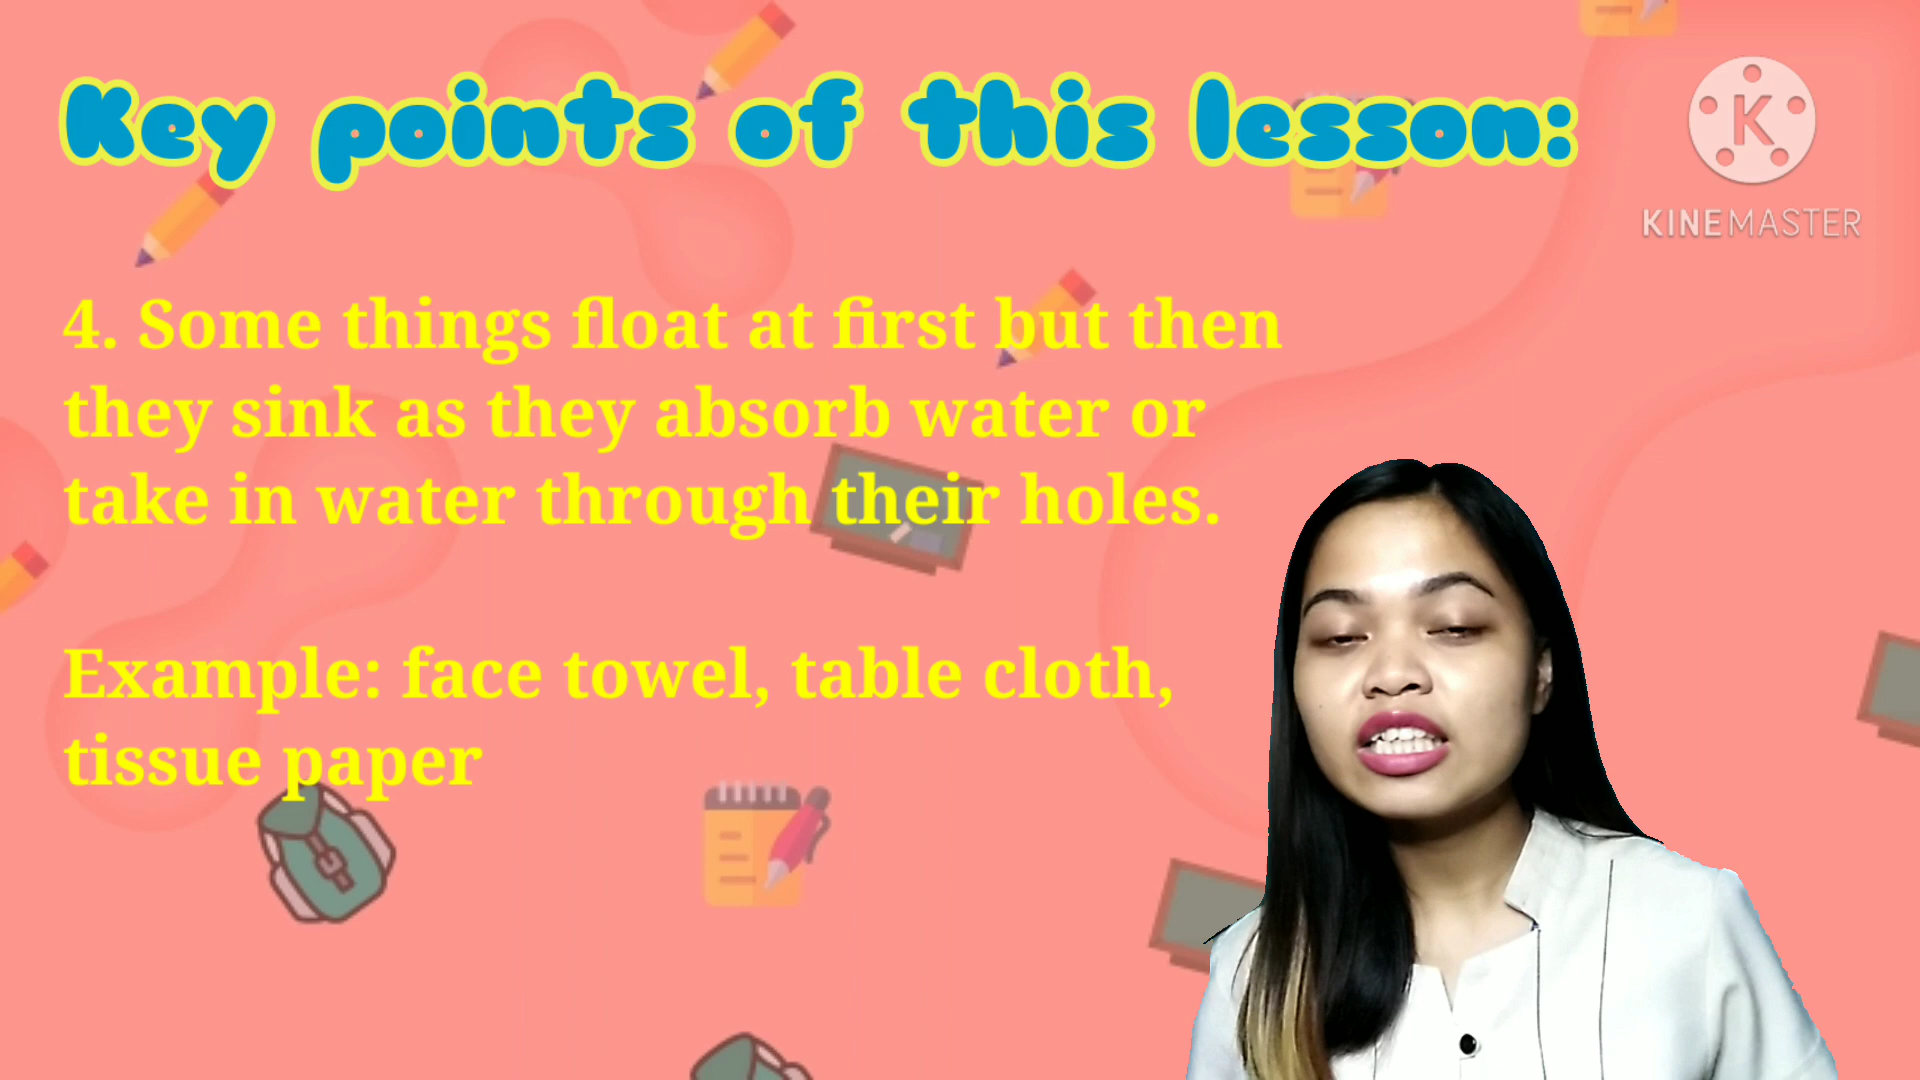 Key points of this lesson:
K
KINEMASTER
4. Some things float at first but then
they sink as they absorb water or
take in water through their holes.
Example: face towel, table cloth,
tissue paper